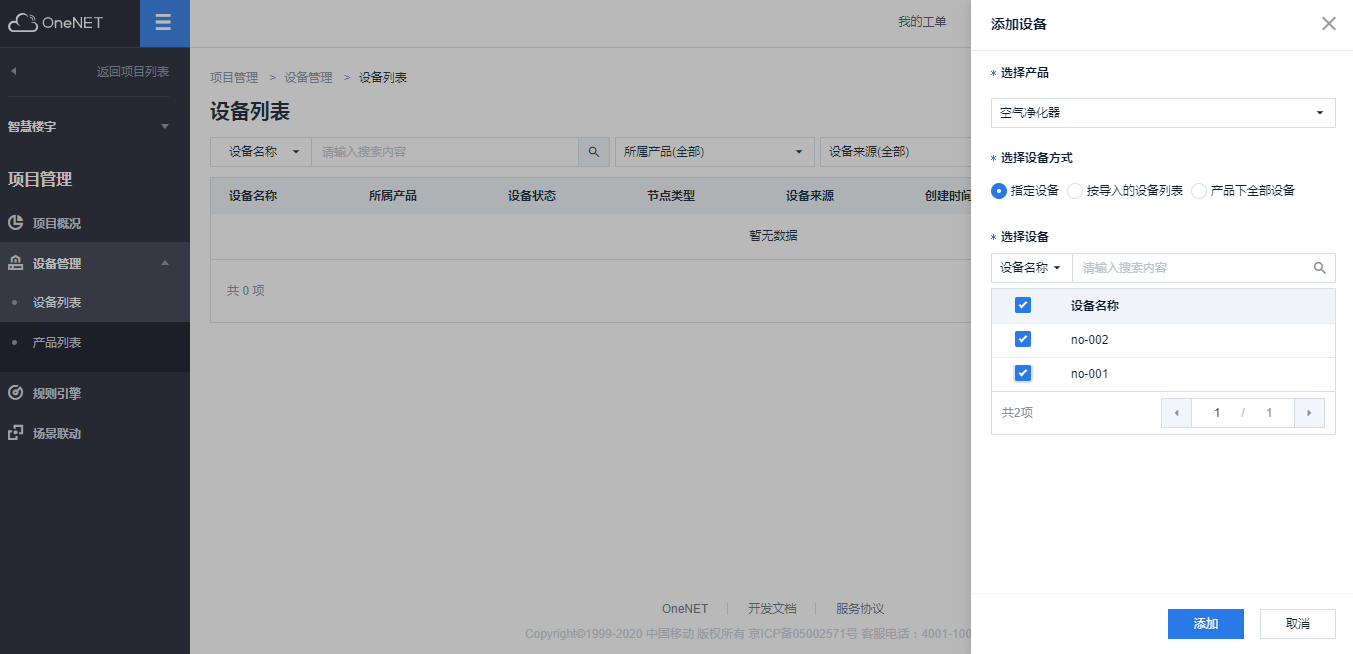 OneNET
我的工单
返回项目列表
智慧楼宇
项目管理
项目概况
设备管理
设备列表
产品列表
规则引擎
场景联动
项目管理 > 设备管理 > 设备列表
设备列表
设备名称 请输入搜索内容 所属产品(全部) 设备来源(全部)
设备名称 所属产品 设备状态 节点类型 设备来源 创建时间
暂无数据
共 0 项
OneNET 开发文档 服务协议
Copyright©1999-2020 中国移动 版权所有 京ICP备05002571号 客服电话：4001-100
添加设备
* 选择产品
空气净化器
* 选择设备方式
指定设备 按导入的设备列表 产品下全部设备
* 选择设备
设备名称 请输入搜索内容
设备名称
no-002
no-001
共2项 1 / 1
添加 取消